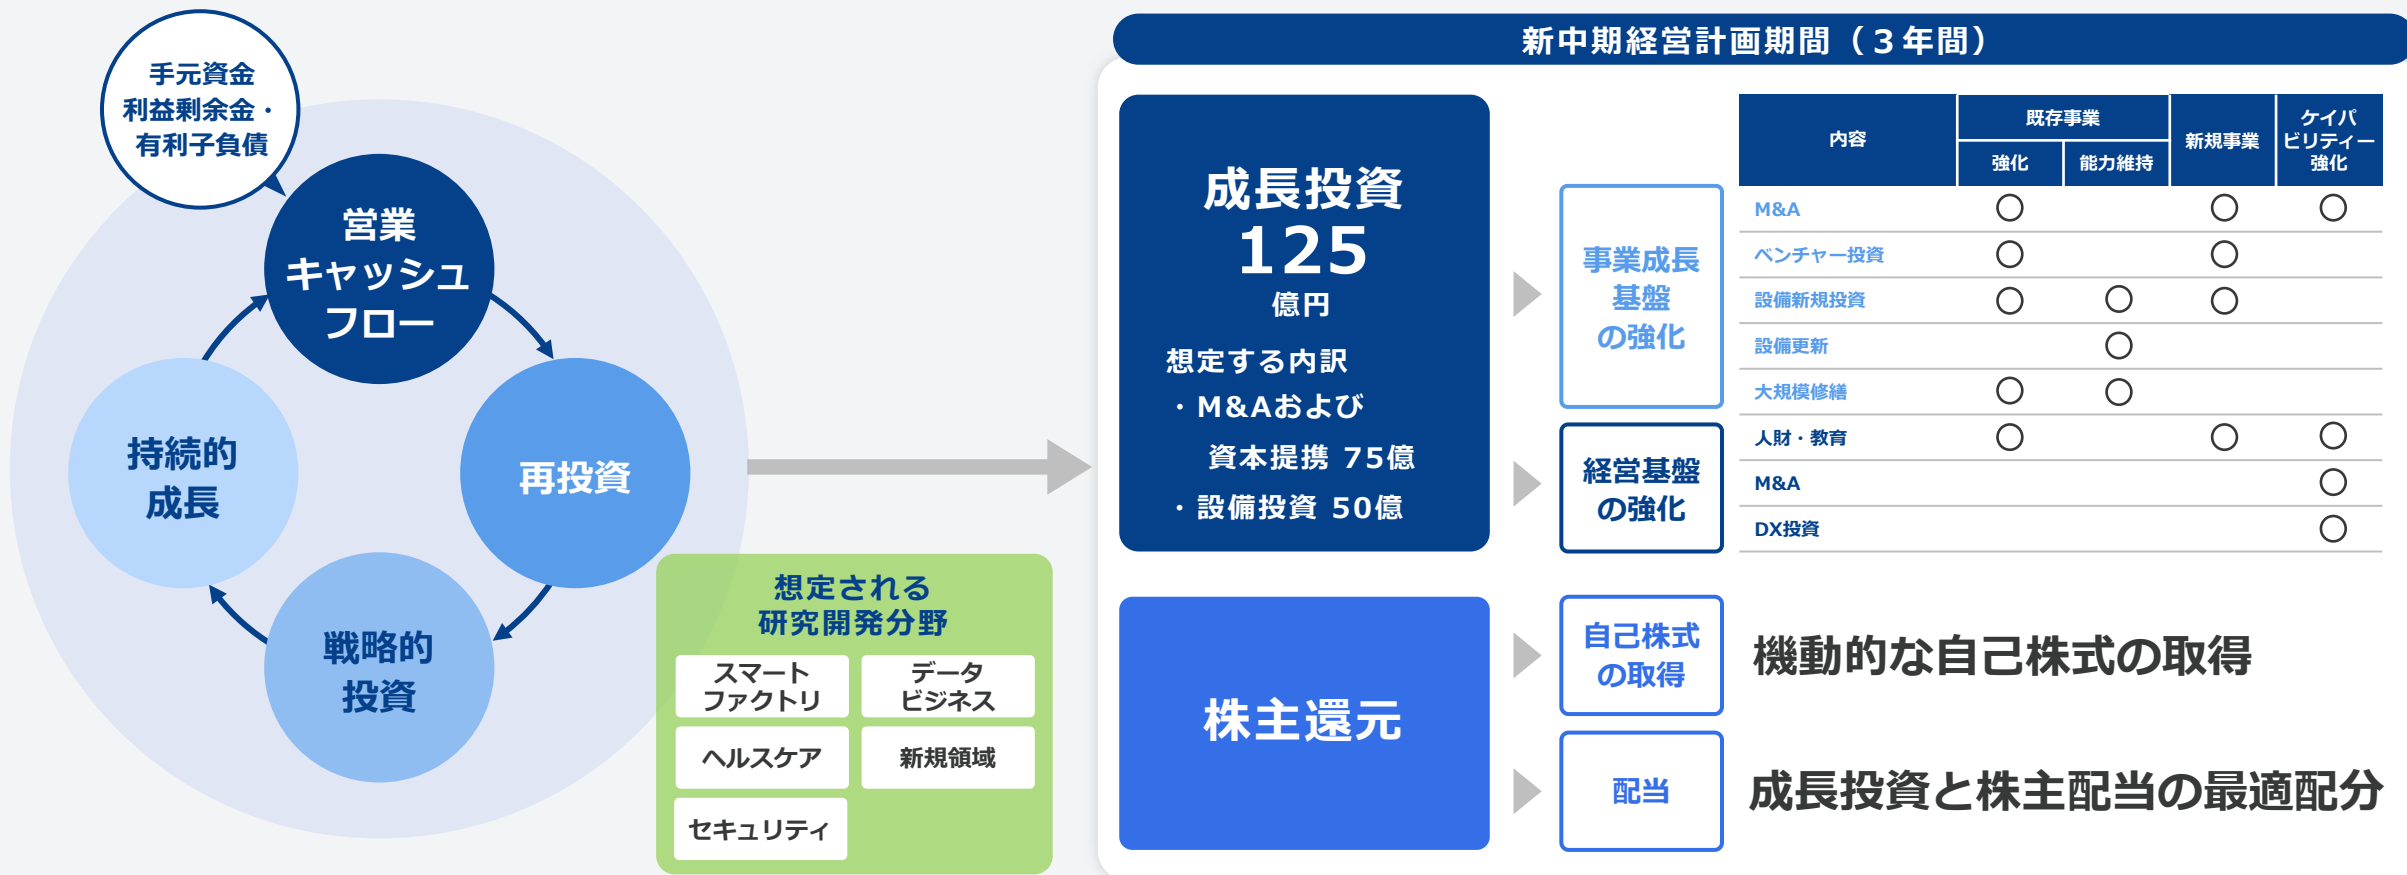 手元資金
利益剰余金・
有利子負債
営業
キャッシュ
フロー
再投資
戦略的
投資
持続的
成長
想定される
研究開発分野
スマート
ファクトリ
データ
ビジネス
ヘルスケア
新規領域
セキュリティ
新中期経営計画期間（３年間）
成長投資
125
億円
想定する内訳
・M&Aおよび
資本提携 75億
・設備投資 50億
事業成長
基盤
の強化
経営基盤
の強化
内容
既存事業
強化
能力維持
新規事業
ケイパ
ビリティー
強化
M&A ○ ○ ○
ベンチャー投資 ○ ○
設備新規投資 ○ ○ ○
設備更新 ○
大規模修繕 ○ ○
人財・教育 ○ ○ ○
M&A ○
DX投資 ○
株主還元
自己株式
の取得
機動的な自己株式の取得
配当
成長投資と株主配当の最適配分